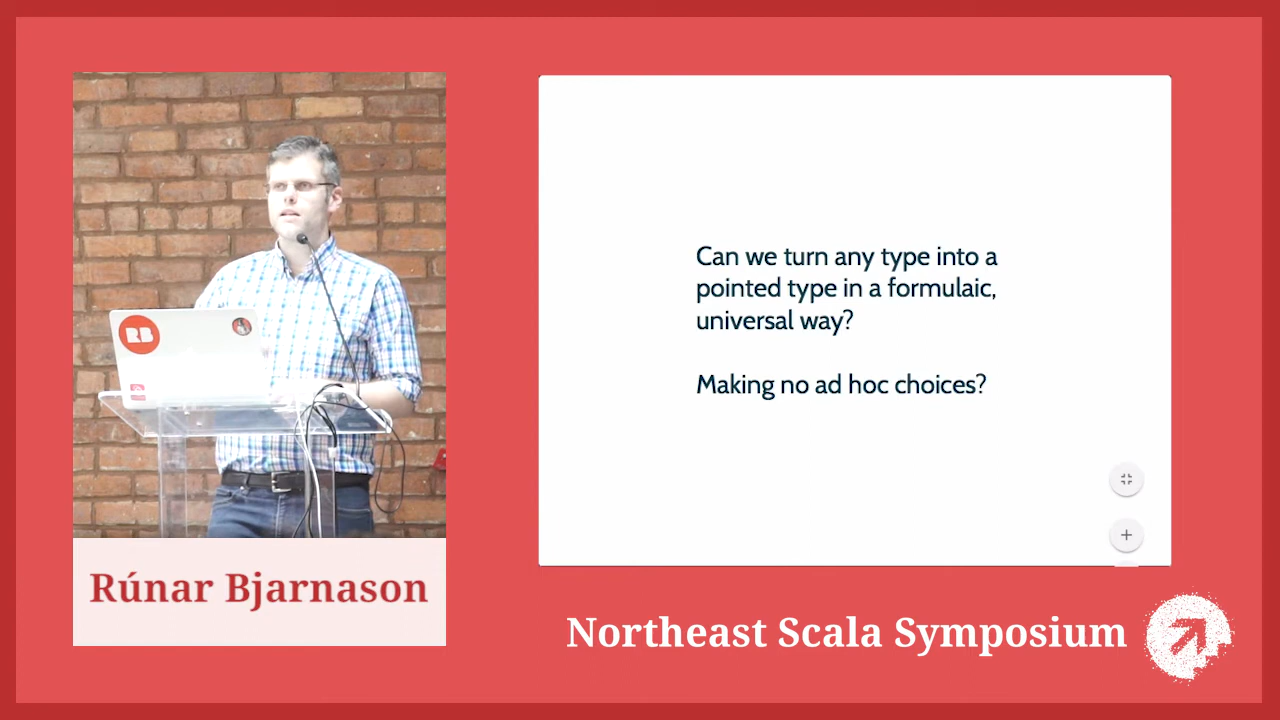 RB
Rúnar Bjarnason
Can we turn any type into a
pointed type in a formulaic,
universal way?
Making no ad hoc choices?
Northeast Scala Symposium